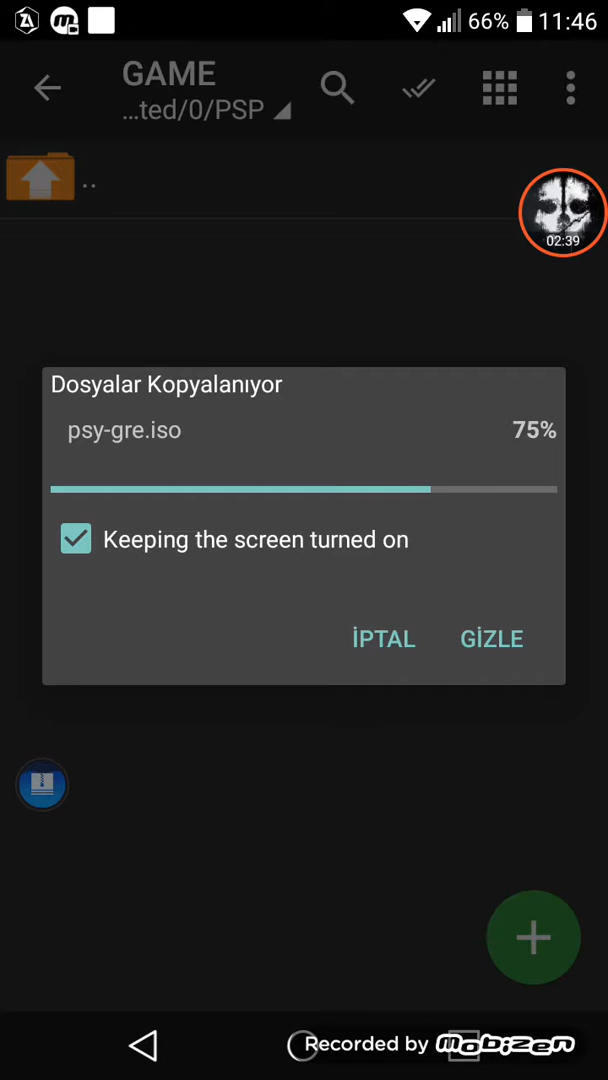 66% 11:46
GAME
...ted/0/PSP
..
02:39
Dosyalar Kopyalanıyor
psy-gre.iso 75%
Keeping the screen turned on
İPTAL GİZLE
Recorded by mobizen